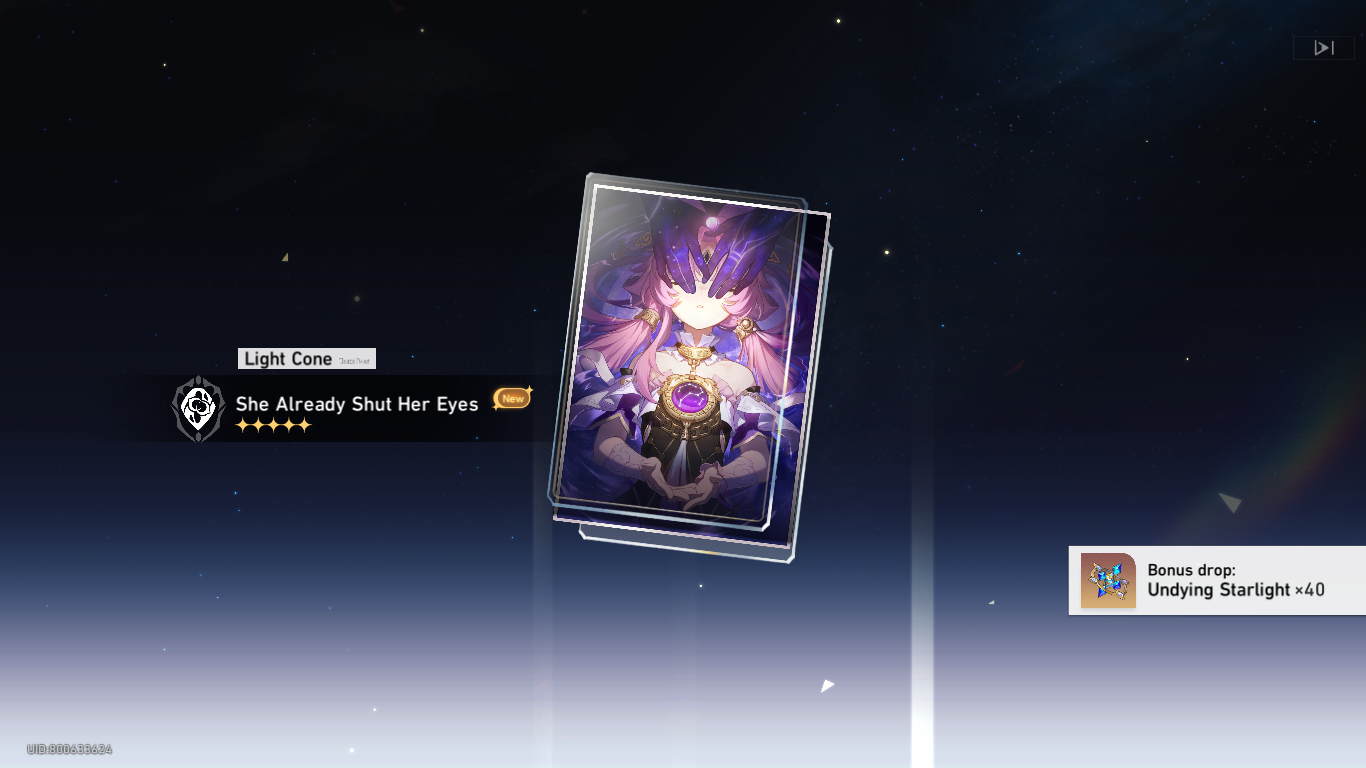 Light Cone
She Already Shut Her Eyes
New
Bonus drop:
Undying Starlight ×40
UID:800633624